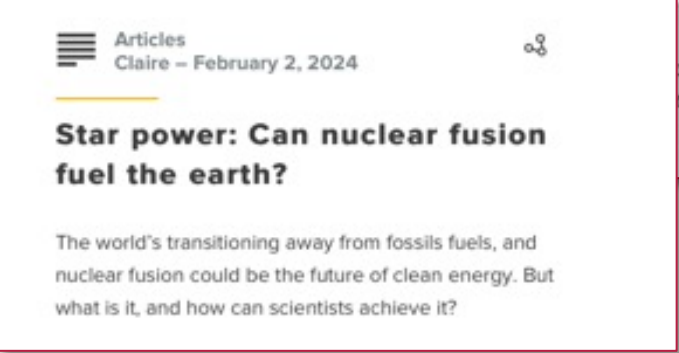 Articles
Claire – February 2, 2024
Star power: Can nuclear fusion
fuel the earth?
The world's transitioning away from fossils fuels, and
nuclear fusion could be the future of clean energy. But
what is it, and how can scientists achieve it?